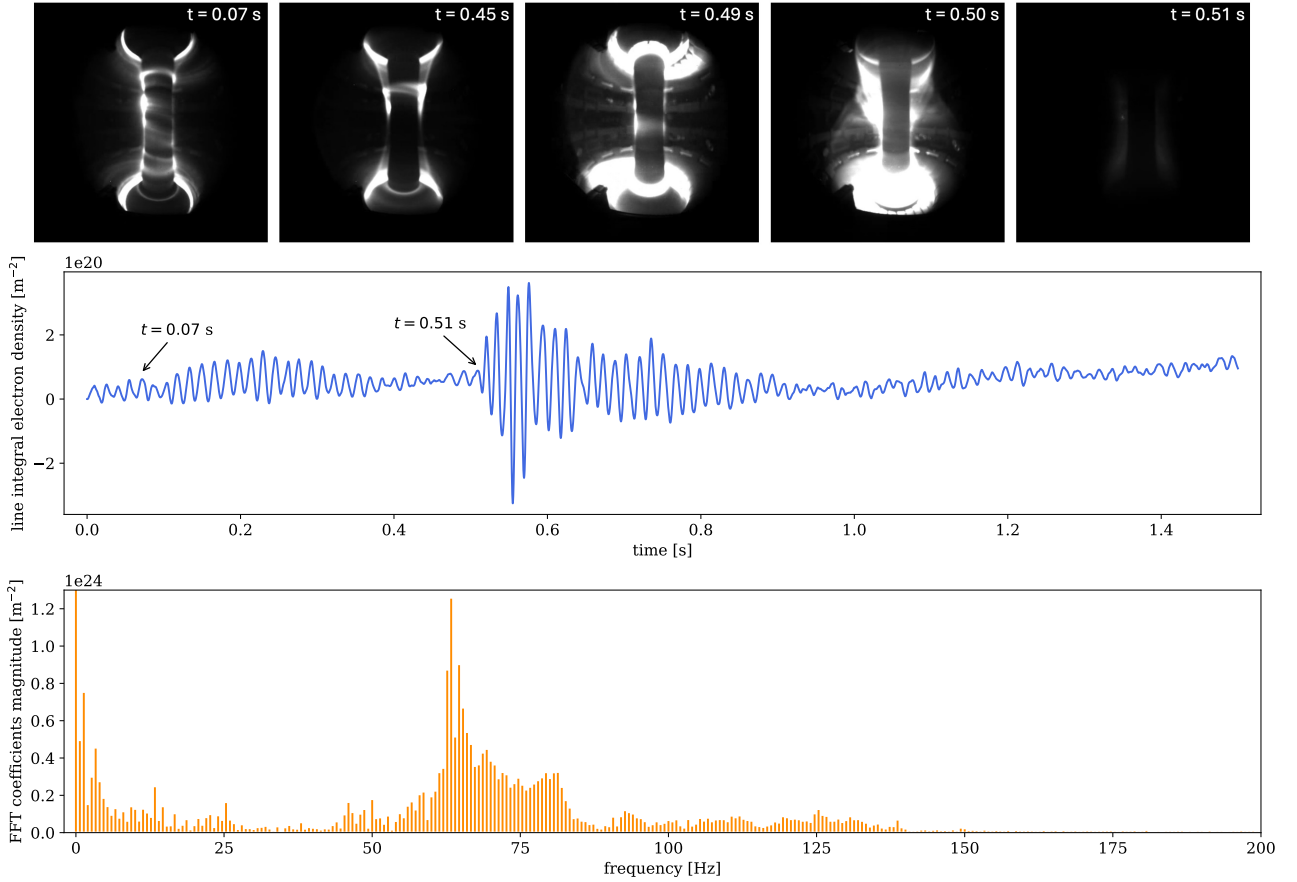 t = 0.07 s
t = 0.45 s
t = 0.49 s
t = 0.50 s
t = 0.51 s
1e20
line integral electron density [m⁻²]
2
0
−2
t = 0.07 s
t = 0.51 s
0.0 0.2 0.4 0.6 0.8 1.0 1.2 1.4
time [s]
1e24
FFT coefficients magnitude [m⁻²]
1.2
1.0
0.8
0.6
0.4
0.2
0.0
0 25 50 75 100 125 150 175 200
frequency [Hz]